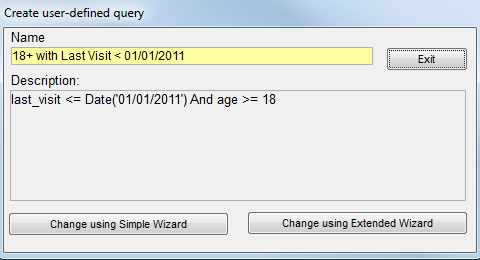 Create user-defined query
Name
18+ with Last Visit < 01/01/2011
Exit
Description:
last_visit <= Date('01/01/2011') And age >= 18
Change using Simple Wizard
Change using Extended Wizard